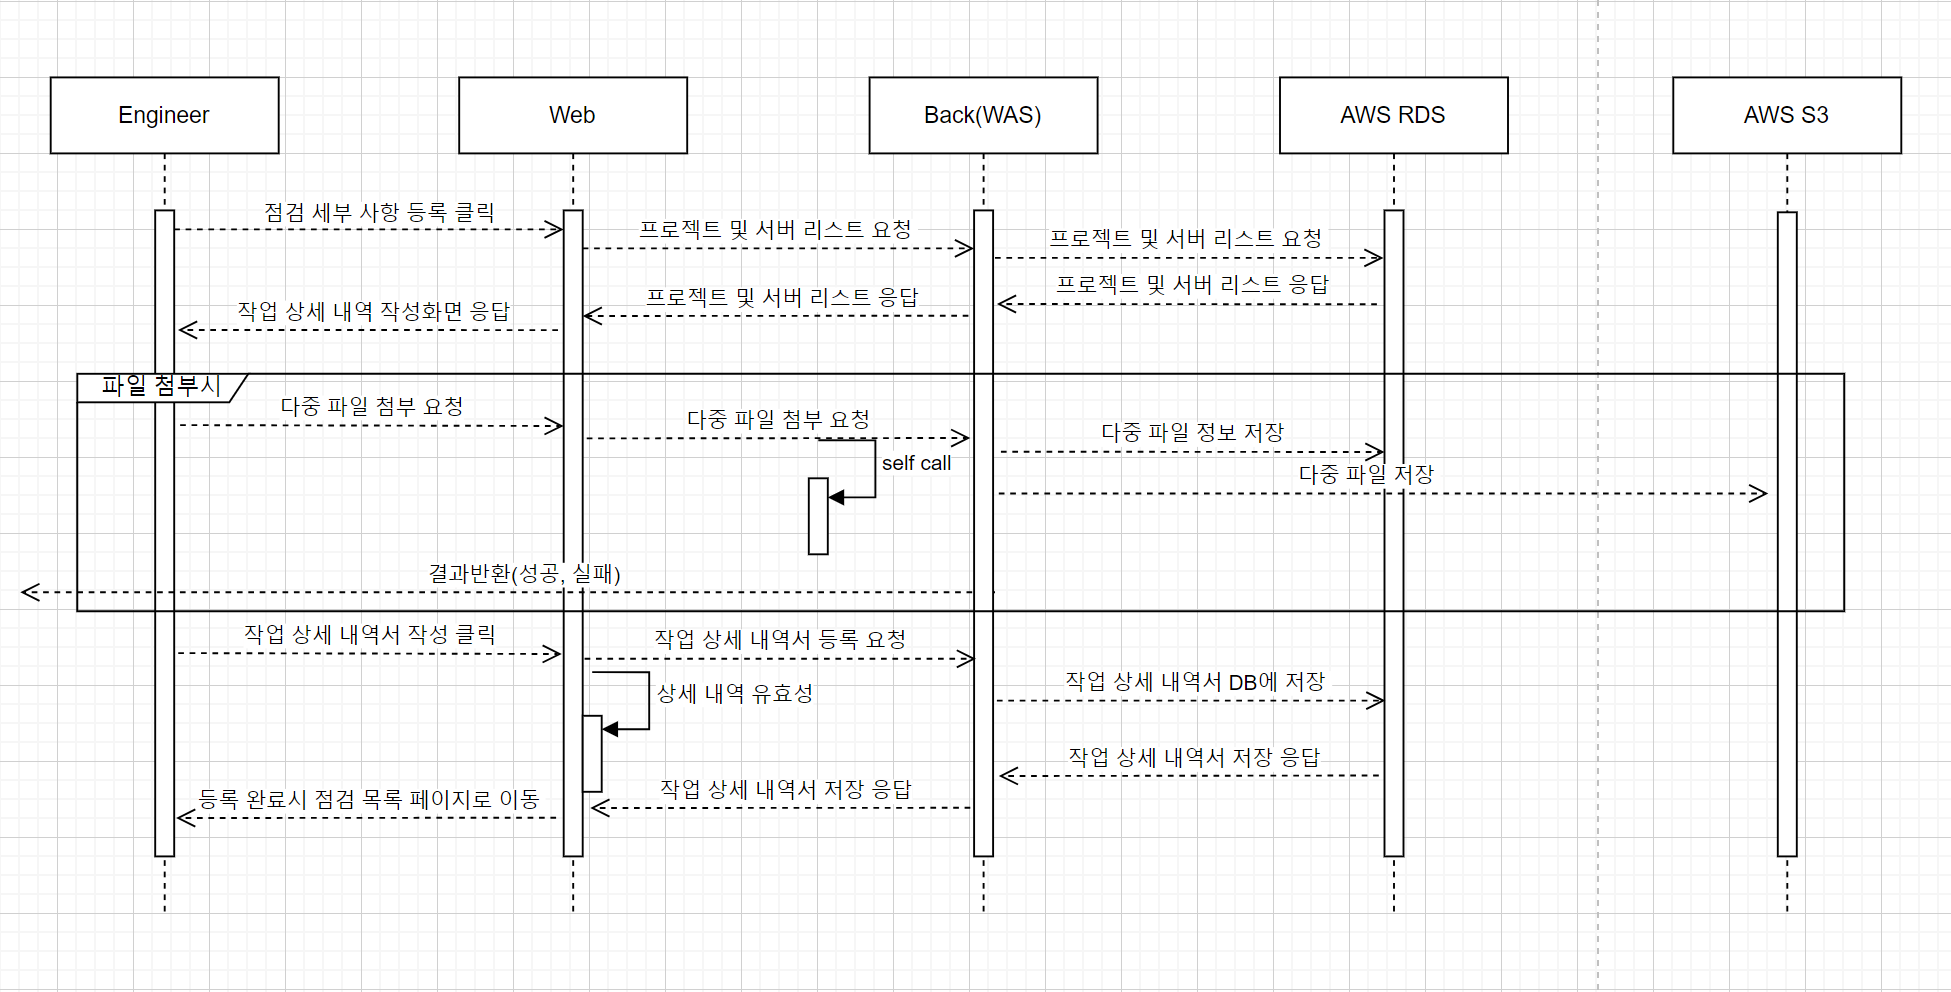 Engineer
Web
Back(WAS)
AWS RDS
AWS S3
점검 세부 사항 등록 클릭
프로젝트 및 서버 리스트 요청
프로젝트 및 서버 리스트 요청
프로젝트 및 서버 리스트 응답
프로젝트 및 서버 리스트 응답
작업 상세 내역 작성화면 응답
파일 첨부시
다중 파일 첨부 요청
다중 파일 첨부 요청
다중 파일 정보 저장
self call
다중 파일 저장
결과반환(성공, 실패)
작업 상세 내역서 작성 클릭
작업 상세 내역서 등록 요청
작업 상세 내역서 DB에 저장
상세 내역 유효성
작업 상세 내역서 저장 응답
작업 상세 내역서 저장 응답
등록 완료시 점검 목록 페이지로 이동